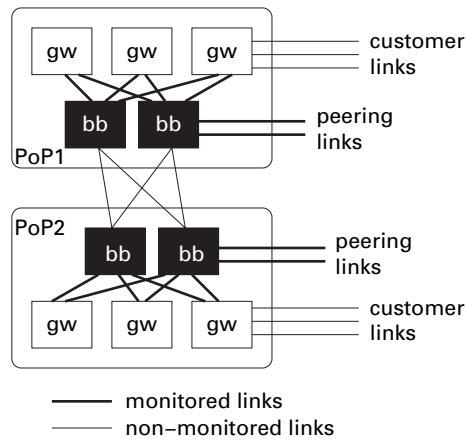 gw gw gw customer
links
bb bb peering
links
PoP1
PoP2
bb bb peering
links
gw gw gw customer
links
monitored links
non–monitored links